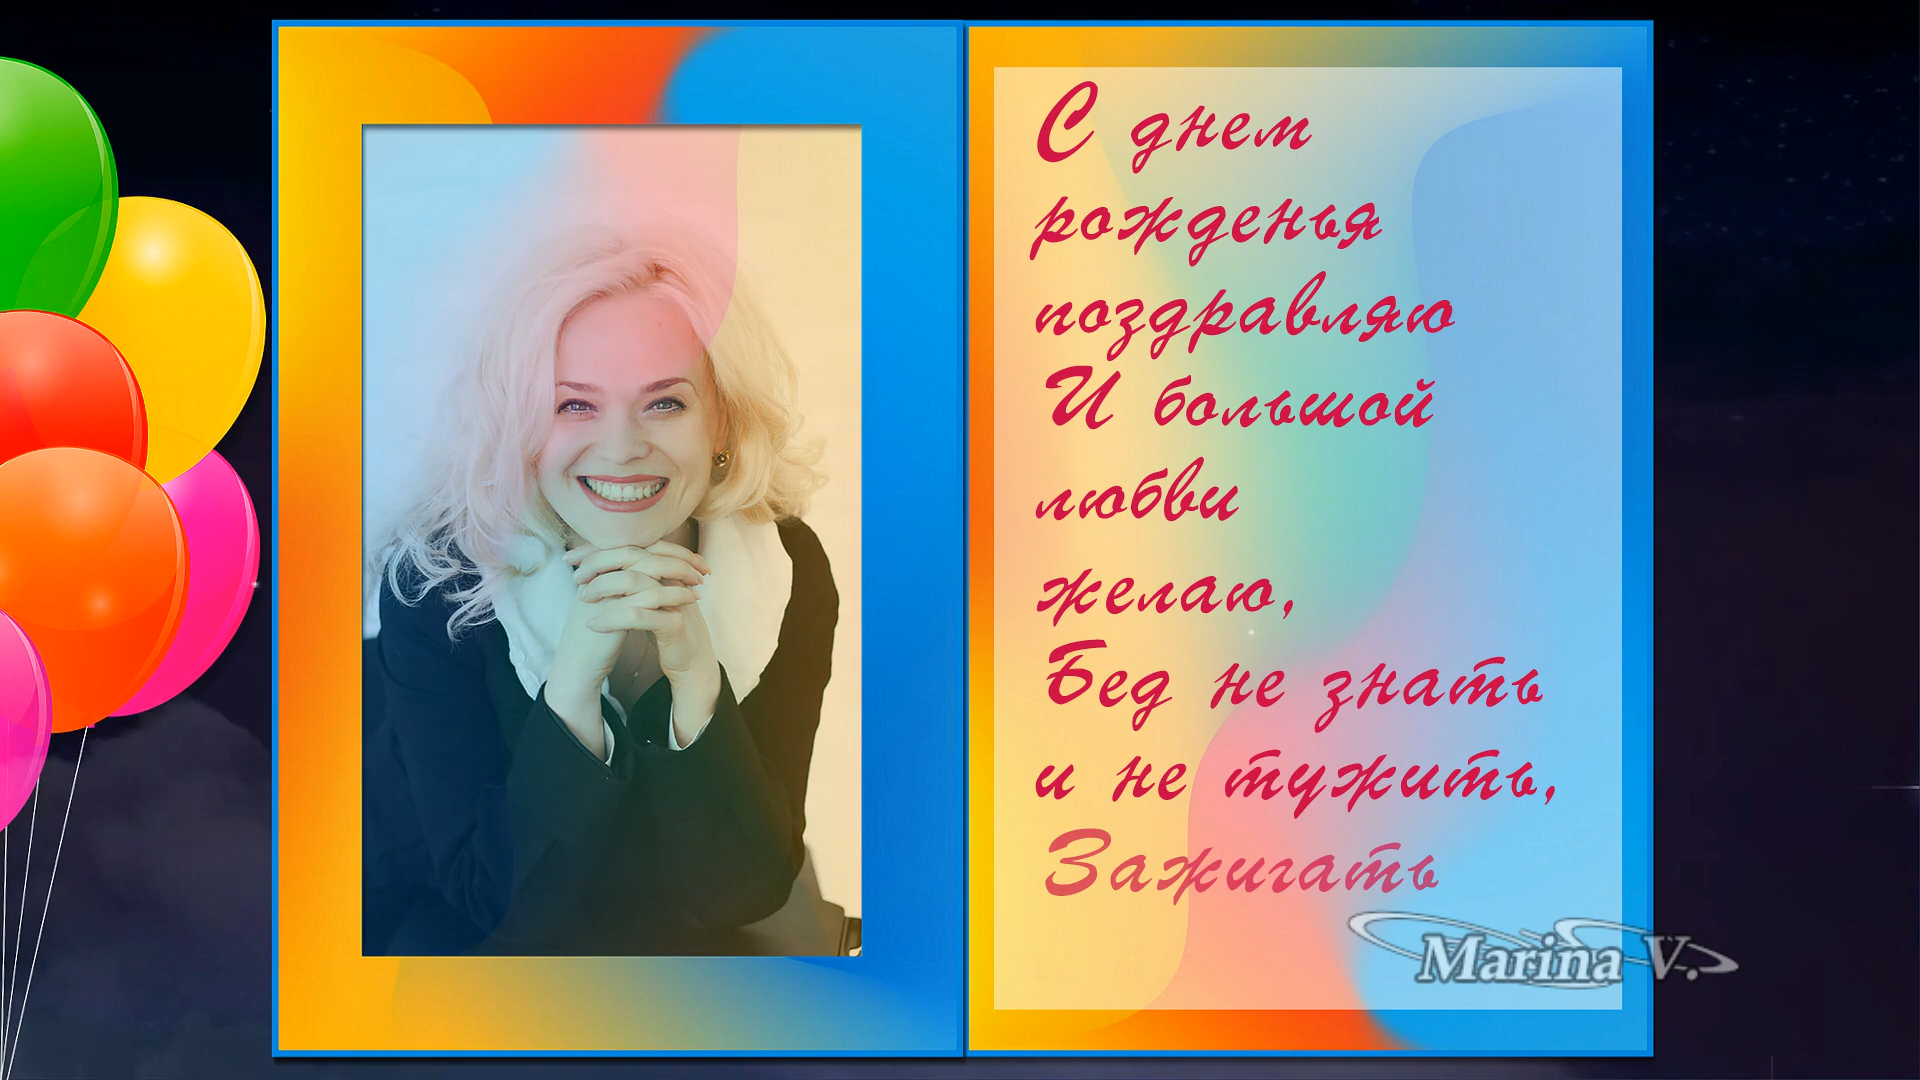 С днем
рожденья
поздравляю
И большой
любви
желаю,
Бед не знать
и не тужить,
Зажигать
Marina V.